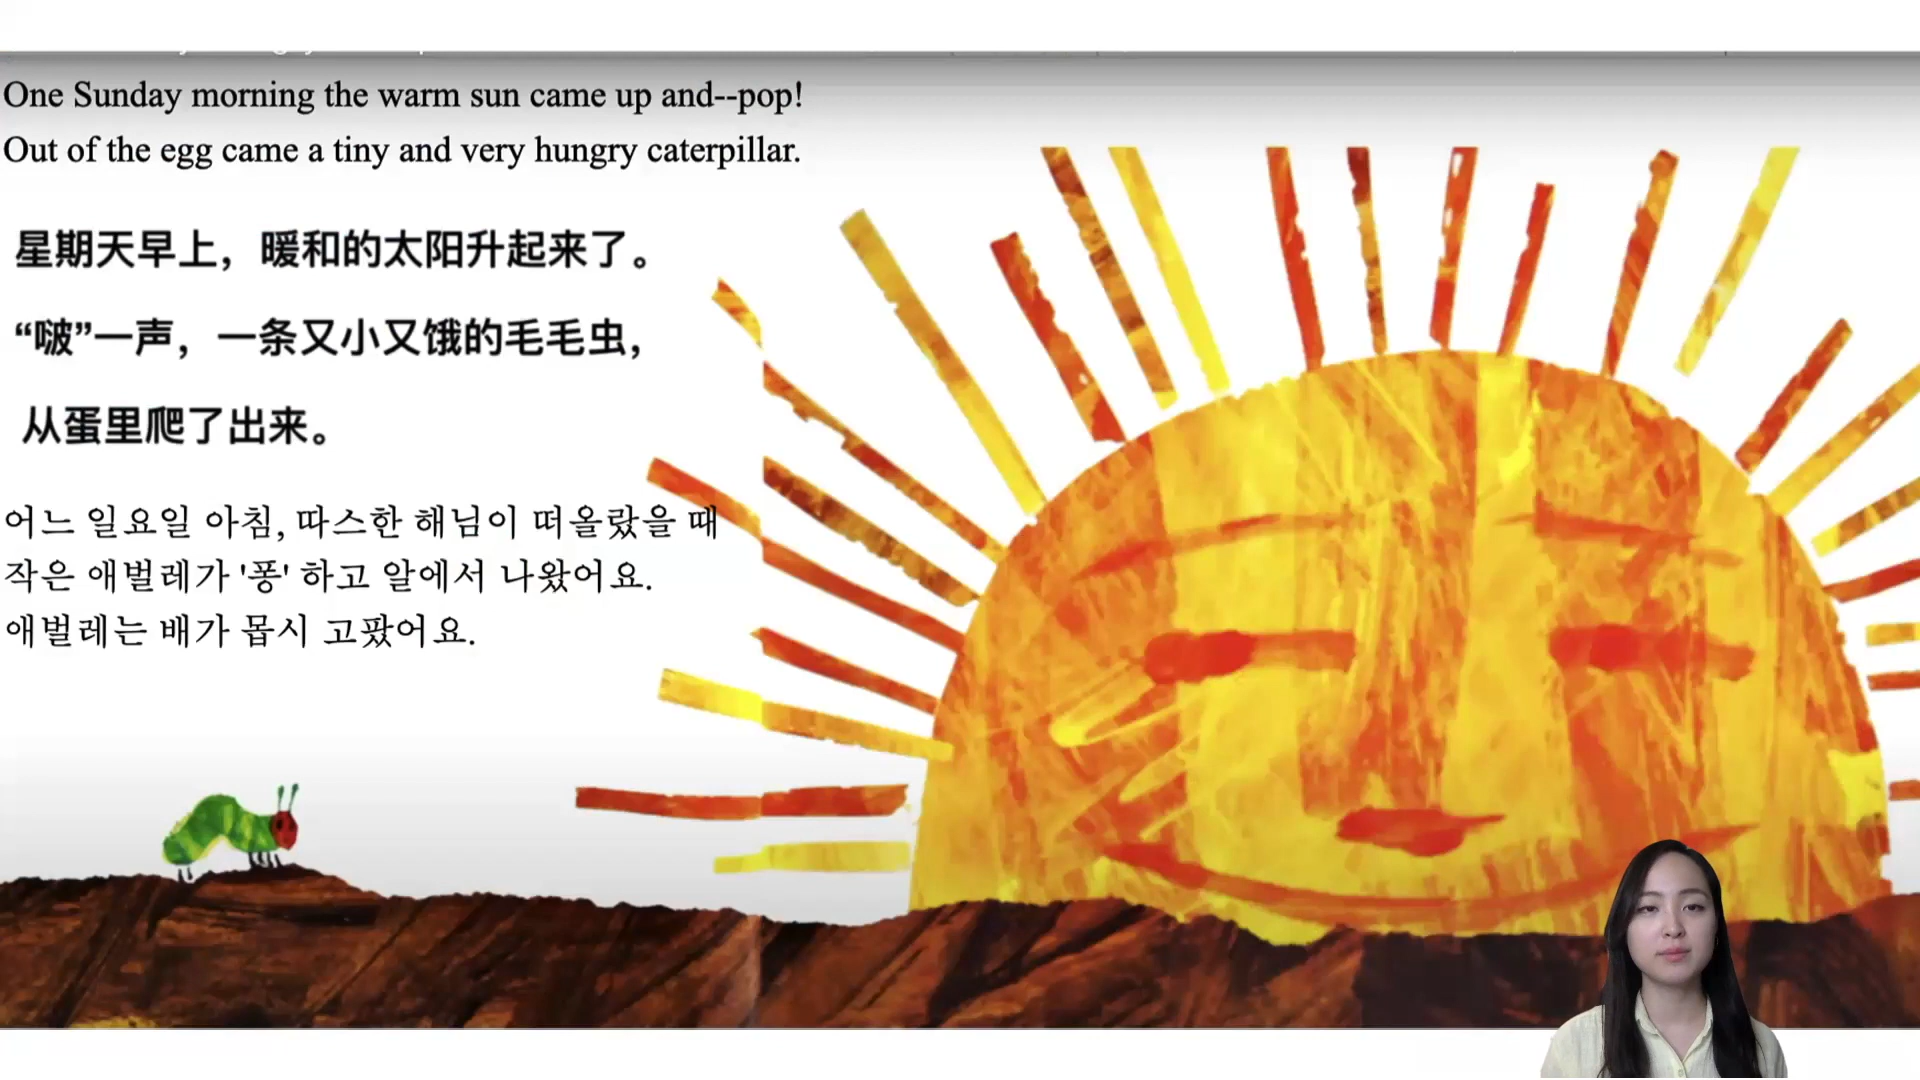 One Sunday morning the warm sun came up and--pop!
Out of the egg came a tiny and very hungry caterpillar.
星期天早上，暖和的太阳升起来了。
“啵”一声，一条又小又饿的毛毛虫，
从蛋里爬了出来。
어느 일요일 아침, 따스한 해님이 떠올랐을 때
작은 애벌레가 '퐁' 하고 알에서 나왔어요.
애벌레는 배가 몹시 고팠어요.